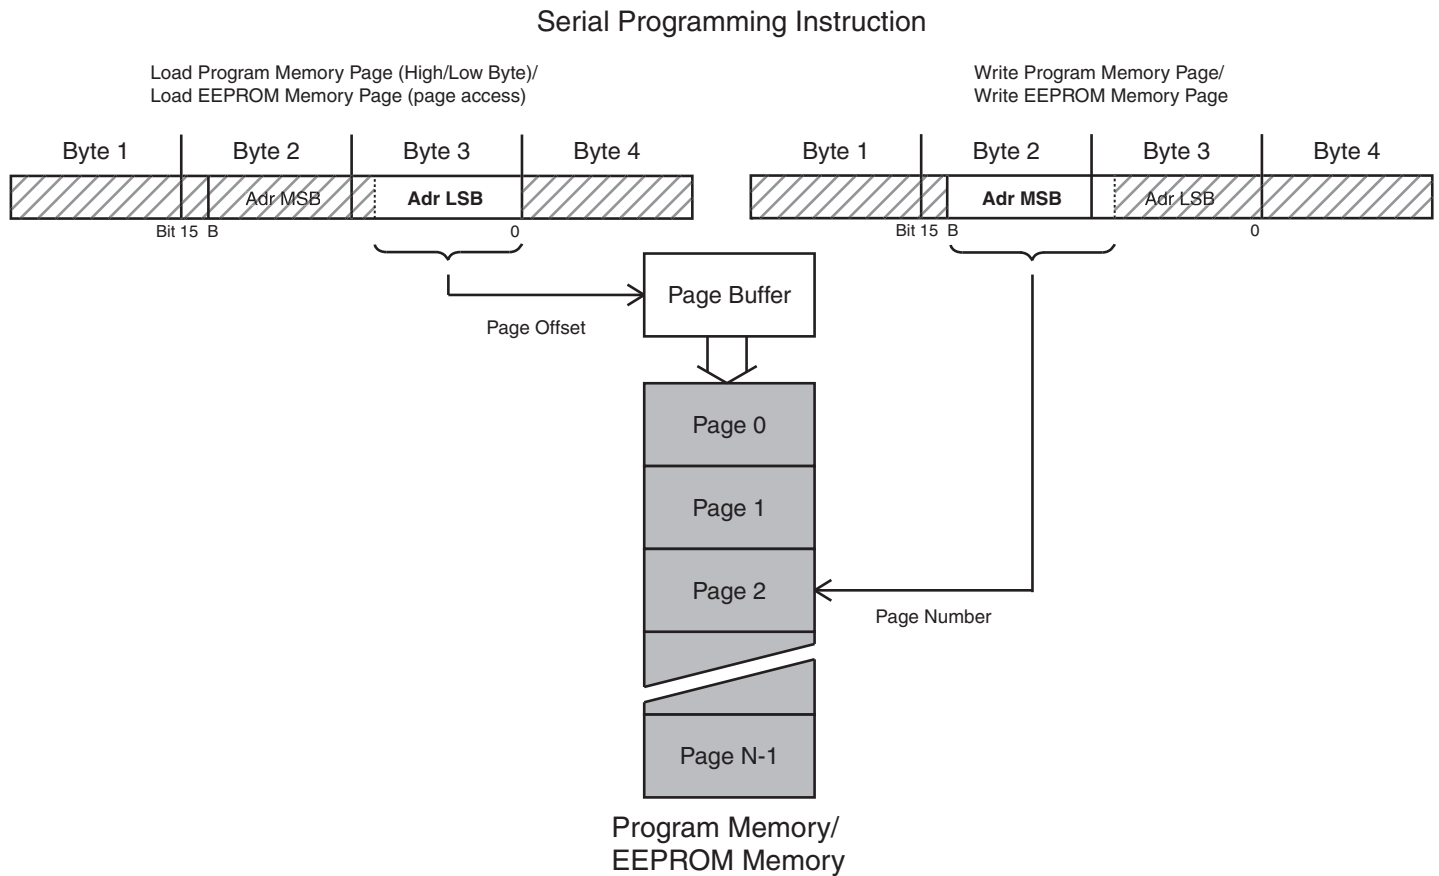 Serial Programming Instruction
Load Program Memory Page (High/Low Byte)/
Load EEPROM Memory Page (page access)
Write Program Memory Page/
Write EEPROM Memory Page
Byte 1 Byte 2 Byte 3 Byte 4
Adr MSB Adr LSB
Bit 15 B 0
Byte 1 Byte 2 Byte 3 Byte 4
Adr MSB Adr LSB
Bit 15 B 0
Page Buffer
Page Offset
Page 0
Page 1
Page 2
Page Number
Page N-1
Program Memory/
EEPROM Memory